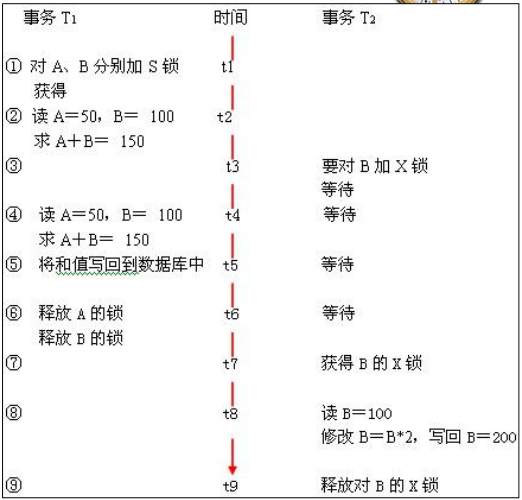 事务 T₁ 时间 事务 T₂
① 对 A、B 分别加 S 锁 t1
获得
② 读 A＝50，B＝ 100 t2
求 A＋B＝ 150
③ t3 要对 B 加 X 锁
等待
④ 读 A＝50，B＝ 100 t4 等待
求 A＋B＝ 150
⑤ 将和值写回到数据库中 t5 等待
⑥ 释放 A 的锁 t6 等待
释放 B 的锁
⑦ t7 获得 B 的 X 锁
⑧ t8 读 B＝100
修改 B＝B*2，写回 B＝200
⑨ t9 释放对 B 的 X 锁